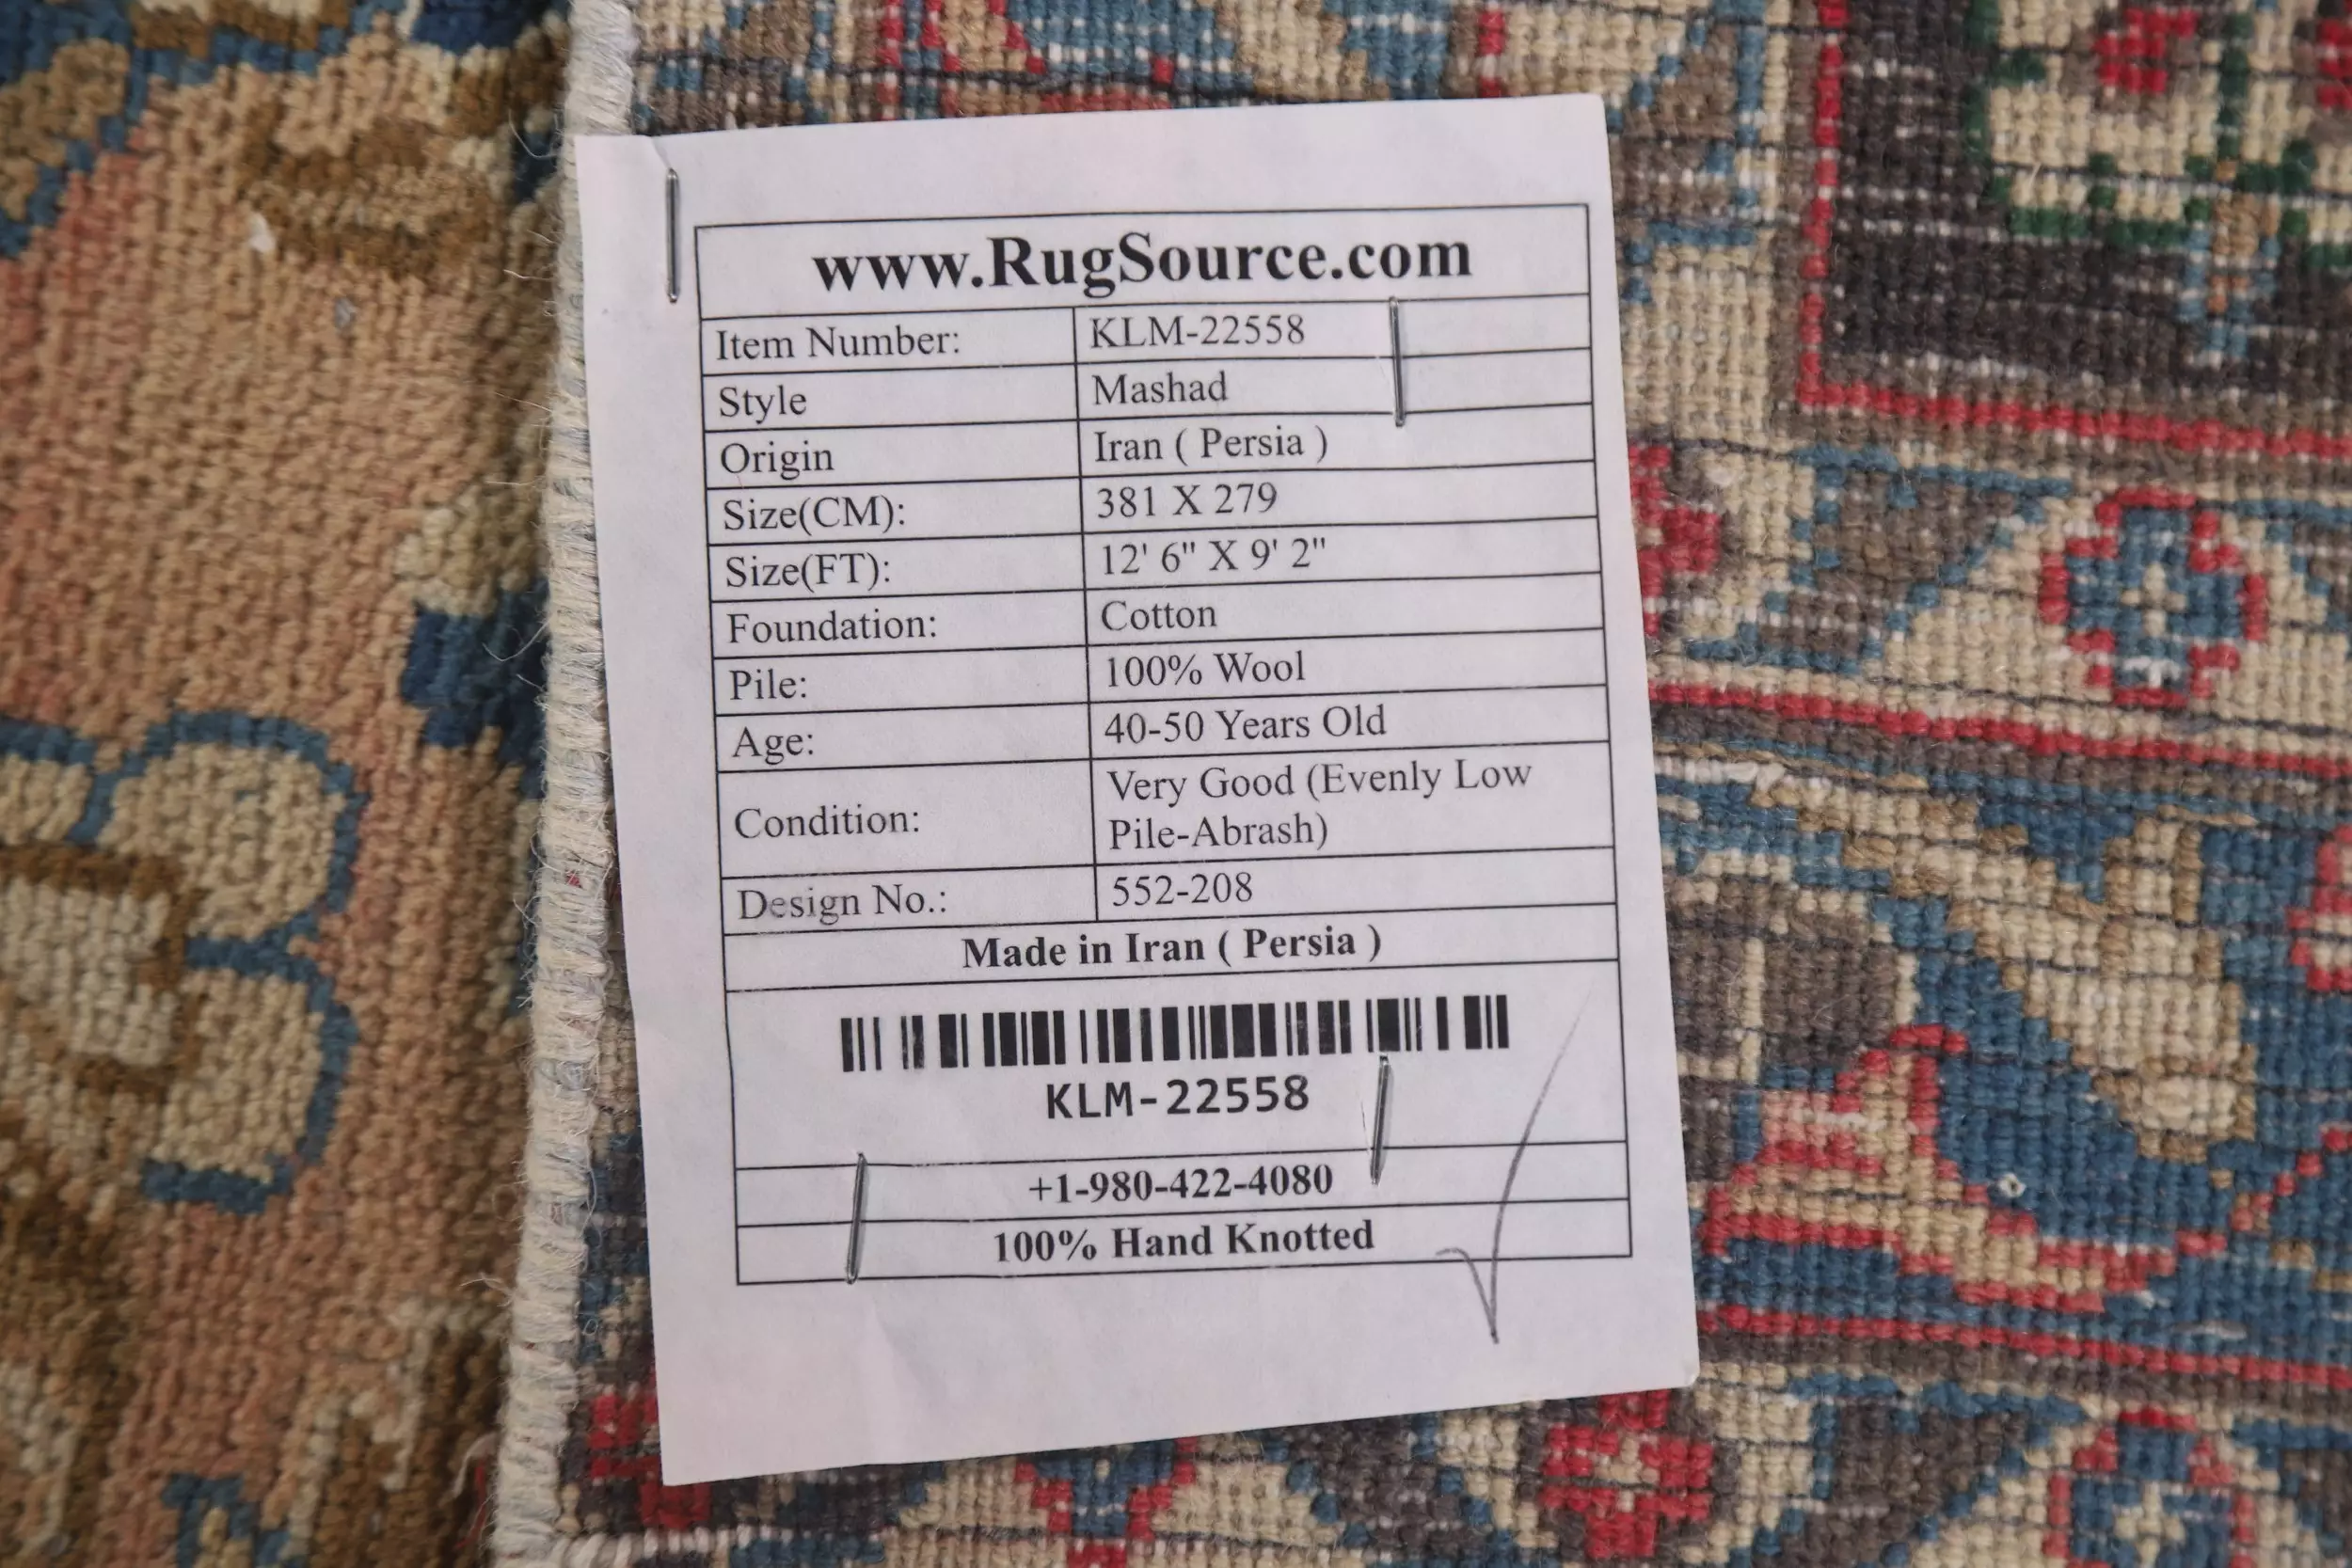 www.RugSource.com
Item Number: KLM-22558
Style Mashad
Origin Iran ( Persia )
Size(CM): 381 X 279
Size(FT): 12' 6" X 9' 2"
Foundation: Cotton
Pile: 100% Wool
Age: 40-50 Years Old
Condition: Very Good (Evenly Low
Pile-Abrash)
Design No.: 552-208
Made in Iran ( Persia )
KLM-22558
+1-980-422-4080
100% Hand Knotted